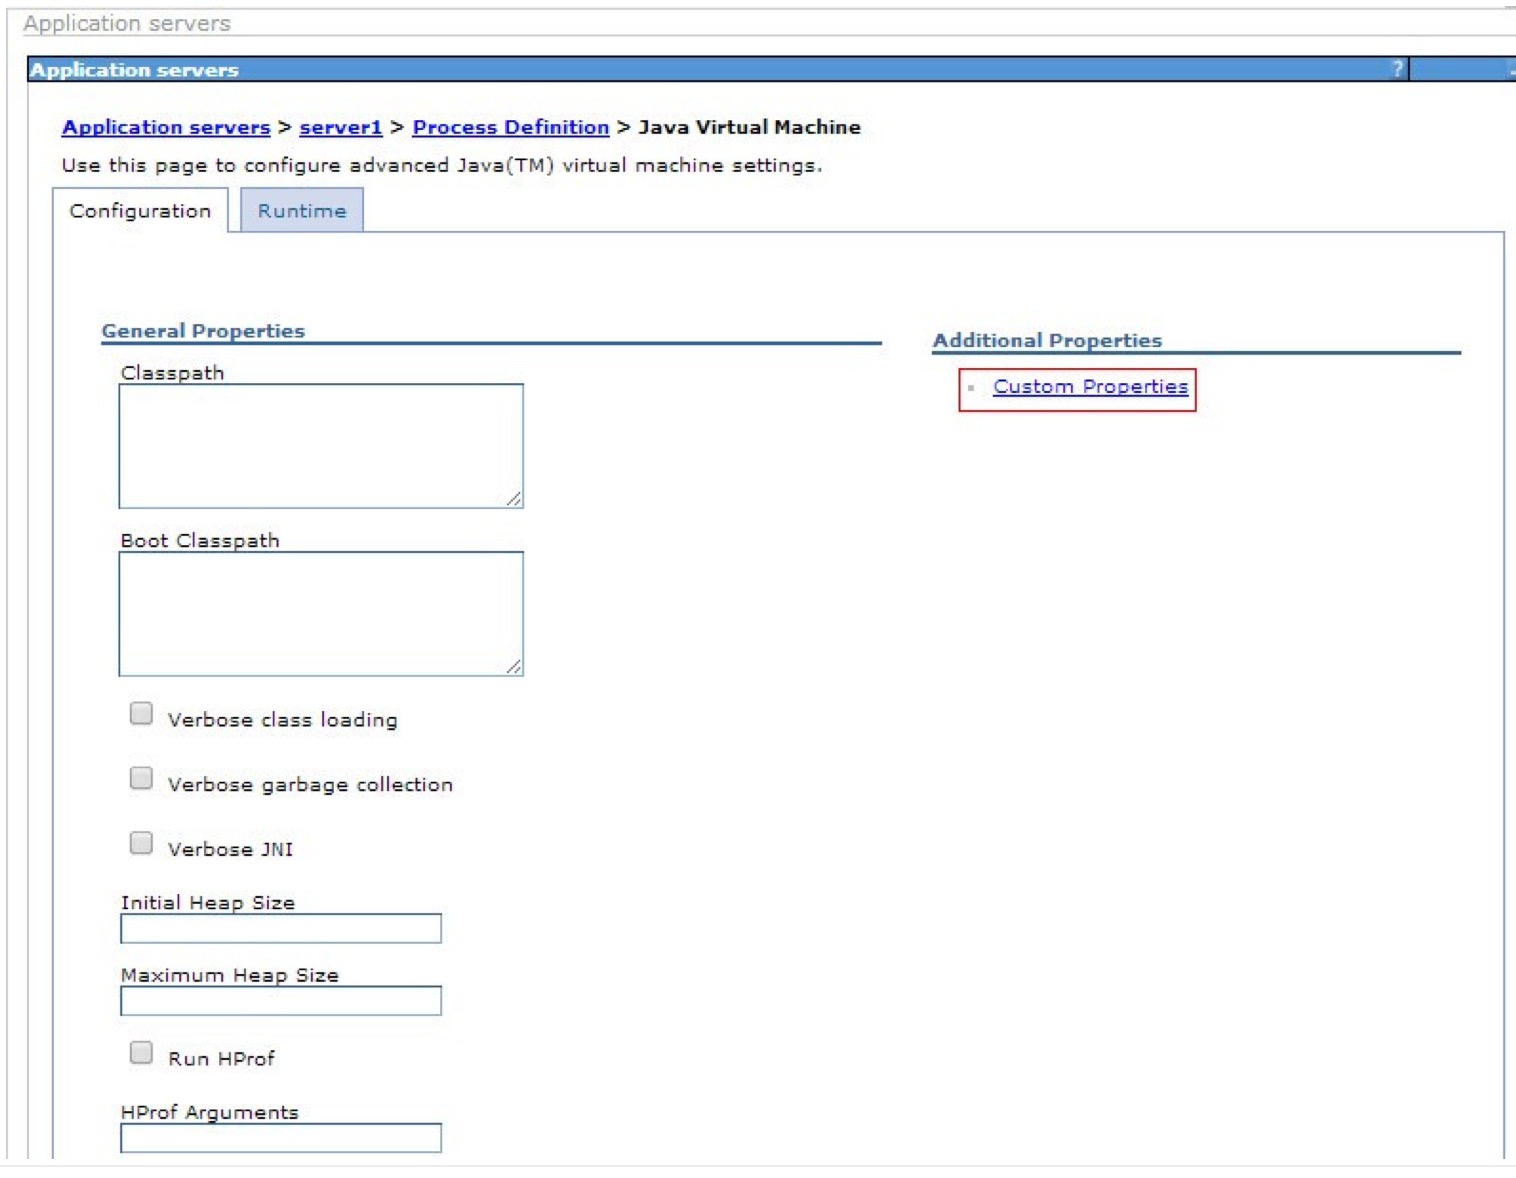 Application servers
Application servers ?
Application servers > server1 > Process Definition > Java Virtual Machine
Use this page to configure advanced Java(TM) virtual machine settings.
Configuration Runtime
General Properties
Additional Properties
Classpath
Custom Properties
Boot Classpath
Verbose class loading
Verbose garbage collection
Verbose JNI
Initial Heap Size
Maximum Heap Size
Run HProf
HProf Arguments